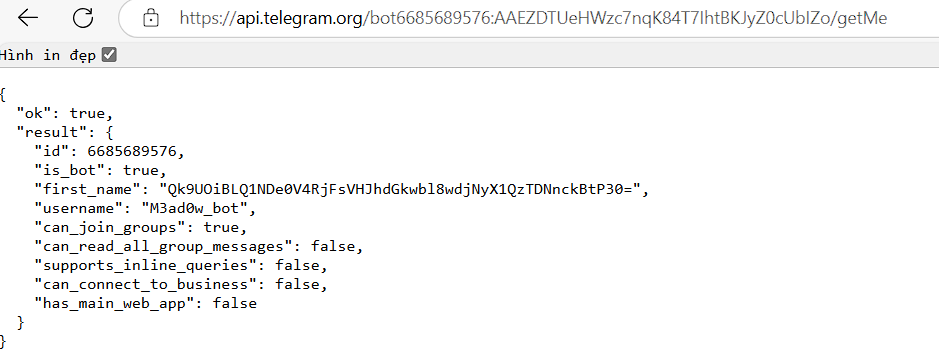 https://api.telegram.org/bot6685689576:AAEZDTUeHWzc7nqK84T7IhtBKJyZ0cUblZo/getMe
Hình in đẹp
{
"ok": true,
"result": {
"id": 6685689576,
"is_bot": true,
"first_name": "Qk9UOiBLQ1NDe0V4RjFsVHJhdGkwbl8wdjNyX1QzTDNnckBtP30=",
"username": "M3ad0w_bot",
"can_join_groups": true,
"can_read_all_group_messages": false,
"supports_inline_queries": false,
"can_connect_to_business": false,
"has_main_web_app": false
}
}